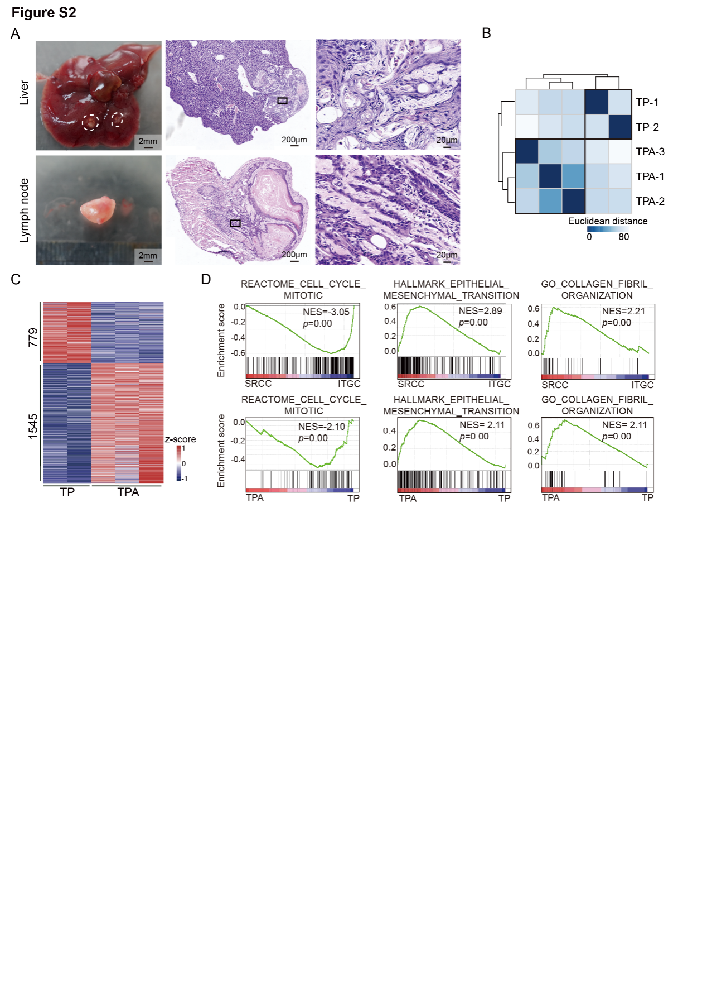 Figure S2
A
Liver
2mm
200μm
20μm
Lymph node
2mm
200μm
20μm
B
TP-1
TP-2
TPA-3
TPA-1
TPA-2
Euclidean distance
0 80
C
779
1545
z-score
1
0
-1
TP TPA
D
REACTOME_CELL_CYCLE_
MITOTIC
Enrichment score
0.0
-0.2
-0.4
-0.6
NES=-3.05
p=0.00
SRCC ITGC
HALLMARK_EPITHELIAL_
MESENCHYMAL_TRANSITION
0.6
0.4
0.2
0.0
NES=2.89
p=0.00
SRCC ITGC
GO_COLLAGEN_FIBRIL_
ORGANIZATION
0.6
0.4
0.2
0.0
NES=2.21
p=0.00
SRCC ITGC
REACTOME_CELL_CYCLE_
MITOTIC
Enrichment score
0.0
-0.2
-0.4
NES=-2.10
p=0.00
TPA TP
HALLMARK_EPITHELIAL_
MESENCHYMAL_TRANSITION
0.4
0.2
0.0
NES= 2.11
p=0.00
TPA TP
GO_COLLAGEN_FIBRIL_
ORGANIZATION
0.6
0.4
0.2
0.0
NES= 2.11
p=0.00
TPA TP